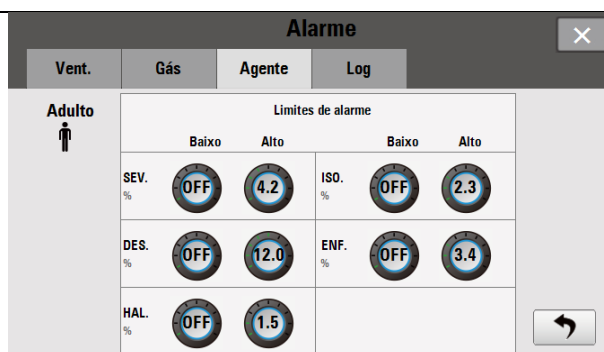 Alarme
Vent. Gás Agente Log
Adulto
Limites de alarme
Baixo Alto Baixo Alto
SEV. % OFF 4.2 ISO. % OFF 2.3
DES. % OFF 12.0 ENF. % OFF 3.4
HAL. % OFF 1.5